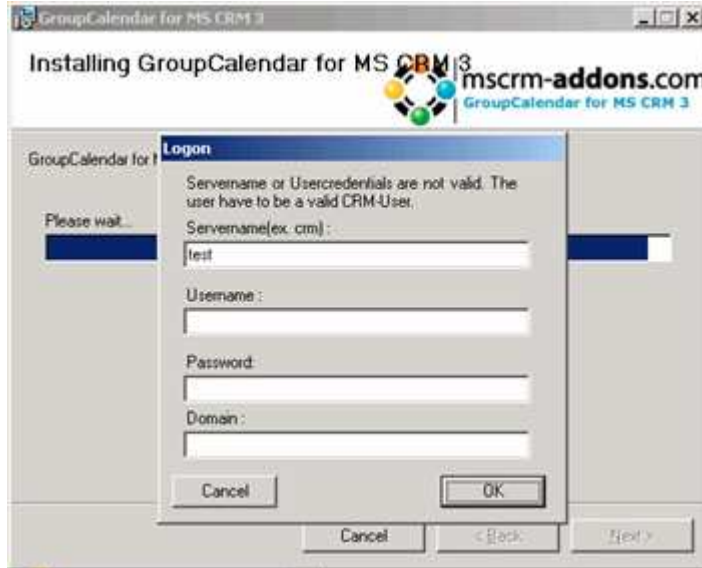 GroupCalendar for MS CRM 3
Installing GroupCalendar for MS CRM 3
mscrm-addons.com
GroupCalendar for MS CRM 3
GroupCalendar for
Please wait...
Logon
Servername or Usercredentials are not valid. The
user have to be a valid CRM-User.
Servername(ex. crm) :
test
Username :
Password:
Domain :
Cancel
OK
Cancel
< Back
Next >